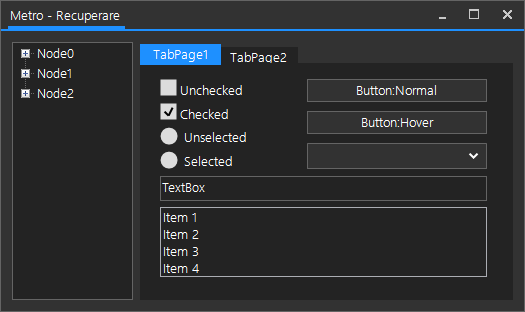 Metro - Recuperare
Node0
Node1
Node2
TabPage1
TabPage2
Unchecked
Checked
Unselected
Selected
Button:Normal
Button:Hover
TextBox
Item 1
Item 2
Item 3
Item 4